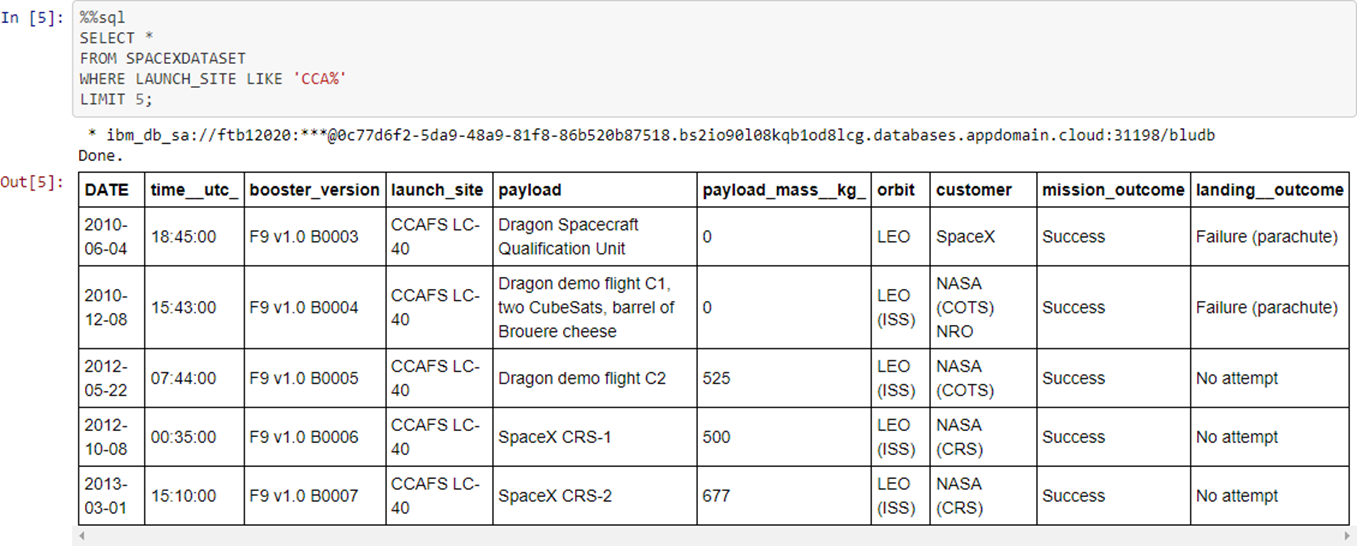 In [5]:
%%sql
SELECT *
FROM SPACEXDATASET
WHERE LAUNCH_SITE LIKE 'CCA%'
LIMIT 5;
* ibm_db_sa://ftb12020:***@0c77d6f2-5da9-48a9-81f8-86b520b87518.bs2io90l08kqb1od8lcg.databases.appdomain.cloud:31198/bludb
Done.
Out[5]:
DATE time__utc_ booster_version launch_site payload payload_mass__kg_ orbit customer mission_outcome landing__outcome
2010-
06-04
18:45:00
F9 v1.0 B0003
CCAFS LC-
40
Dragon Spacecraft
Qualification Unit
0
LEO
SpaceX
Success
Failure (parachute)
2010-
12-08
15:43:00
F9 v1.0 B0004
CCAFS LC-
40
Dragon demo flight C1,
two CubeSats, barrel of
Brouere cheese
0
LEO
(ISS)
NASA
(COTS)
NRO
Success
Failure (parachute)
2012-
05-22
07:44:00
F9 v1.0 B0005
CCAFS LC-
40
Dragon demo flight C2
525
LEO
(ISS)
NASA
(COTS)
Success
No attempt
2012-
10-08
00:35:00
F9 v1.0 B0006
CCAFS LC-
40
SpaceX CRS-1
500
LEO
(ISS)
NASA
(CRS)
Success
No attempt
2013-
03-01
15:10:00
F9 v1.0 B0007
CCAFS LC-
40
SpaceX CRS-2
677
LEO
(ISS)
NASA
(CRS)
Success
No attempt